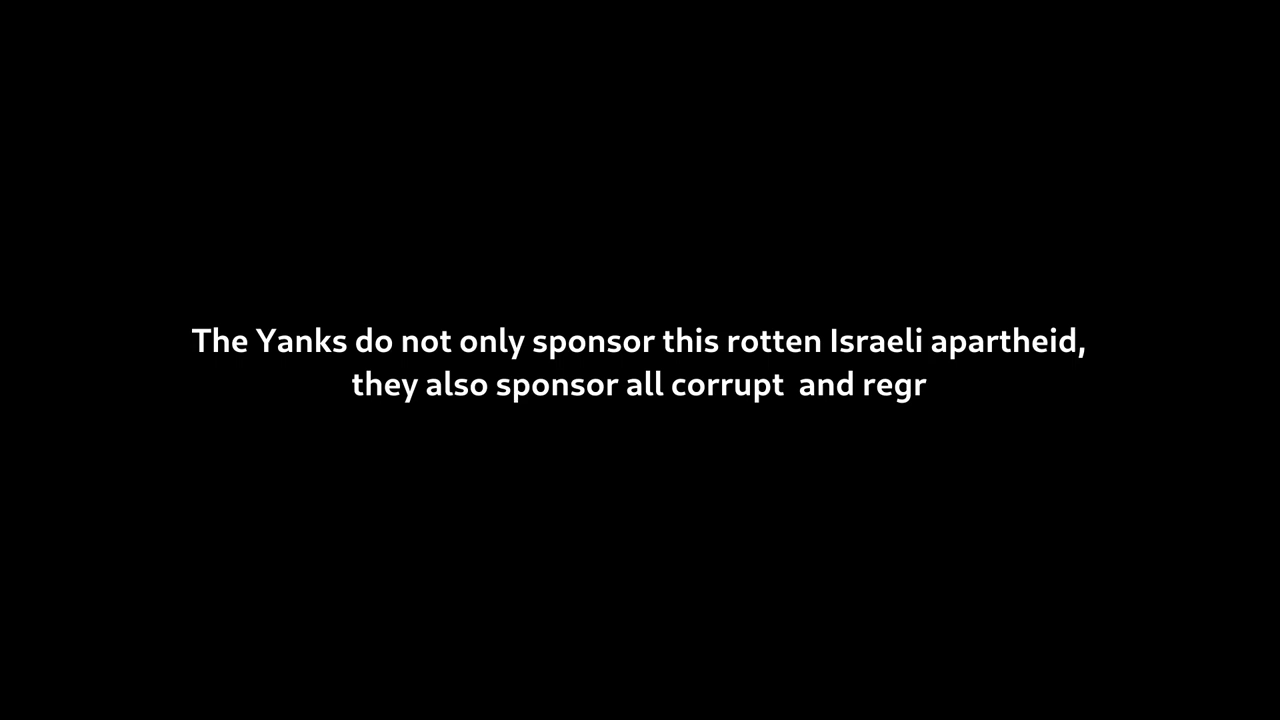 The Yanks do not only sponsor this rotten Israeli apartheid,
they also sponsor all corrupt  and regr